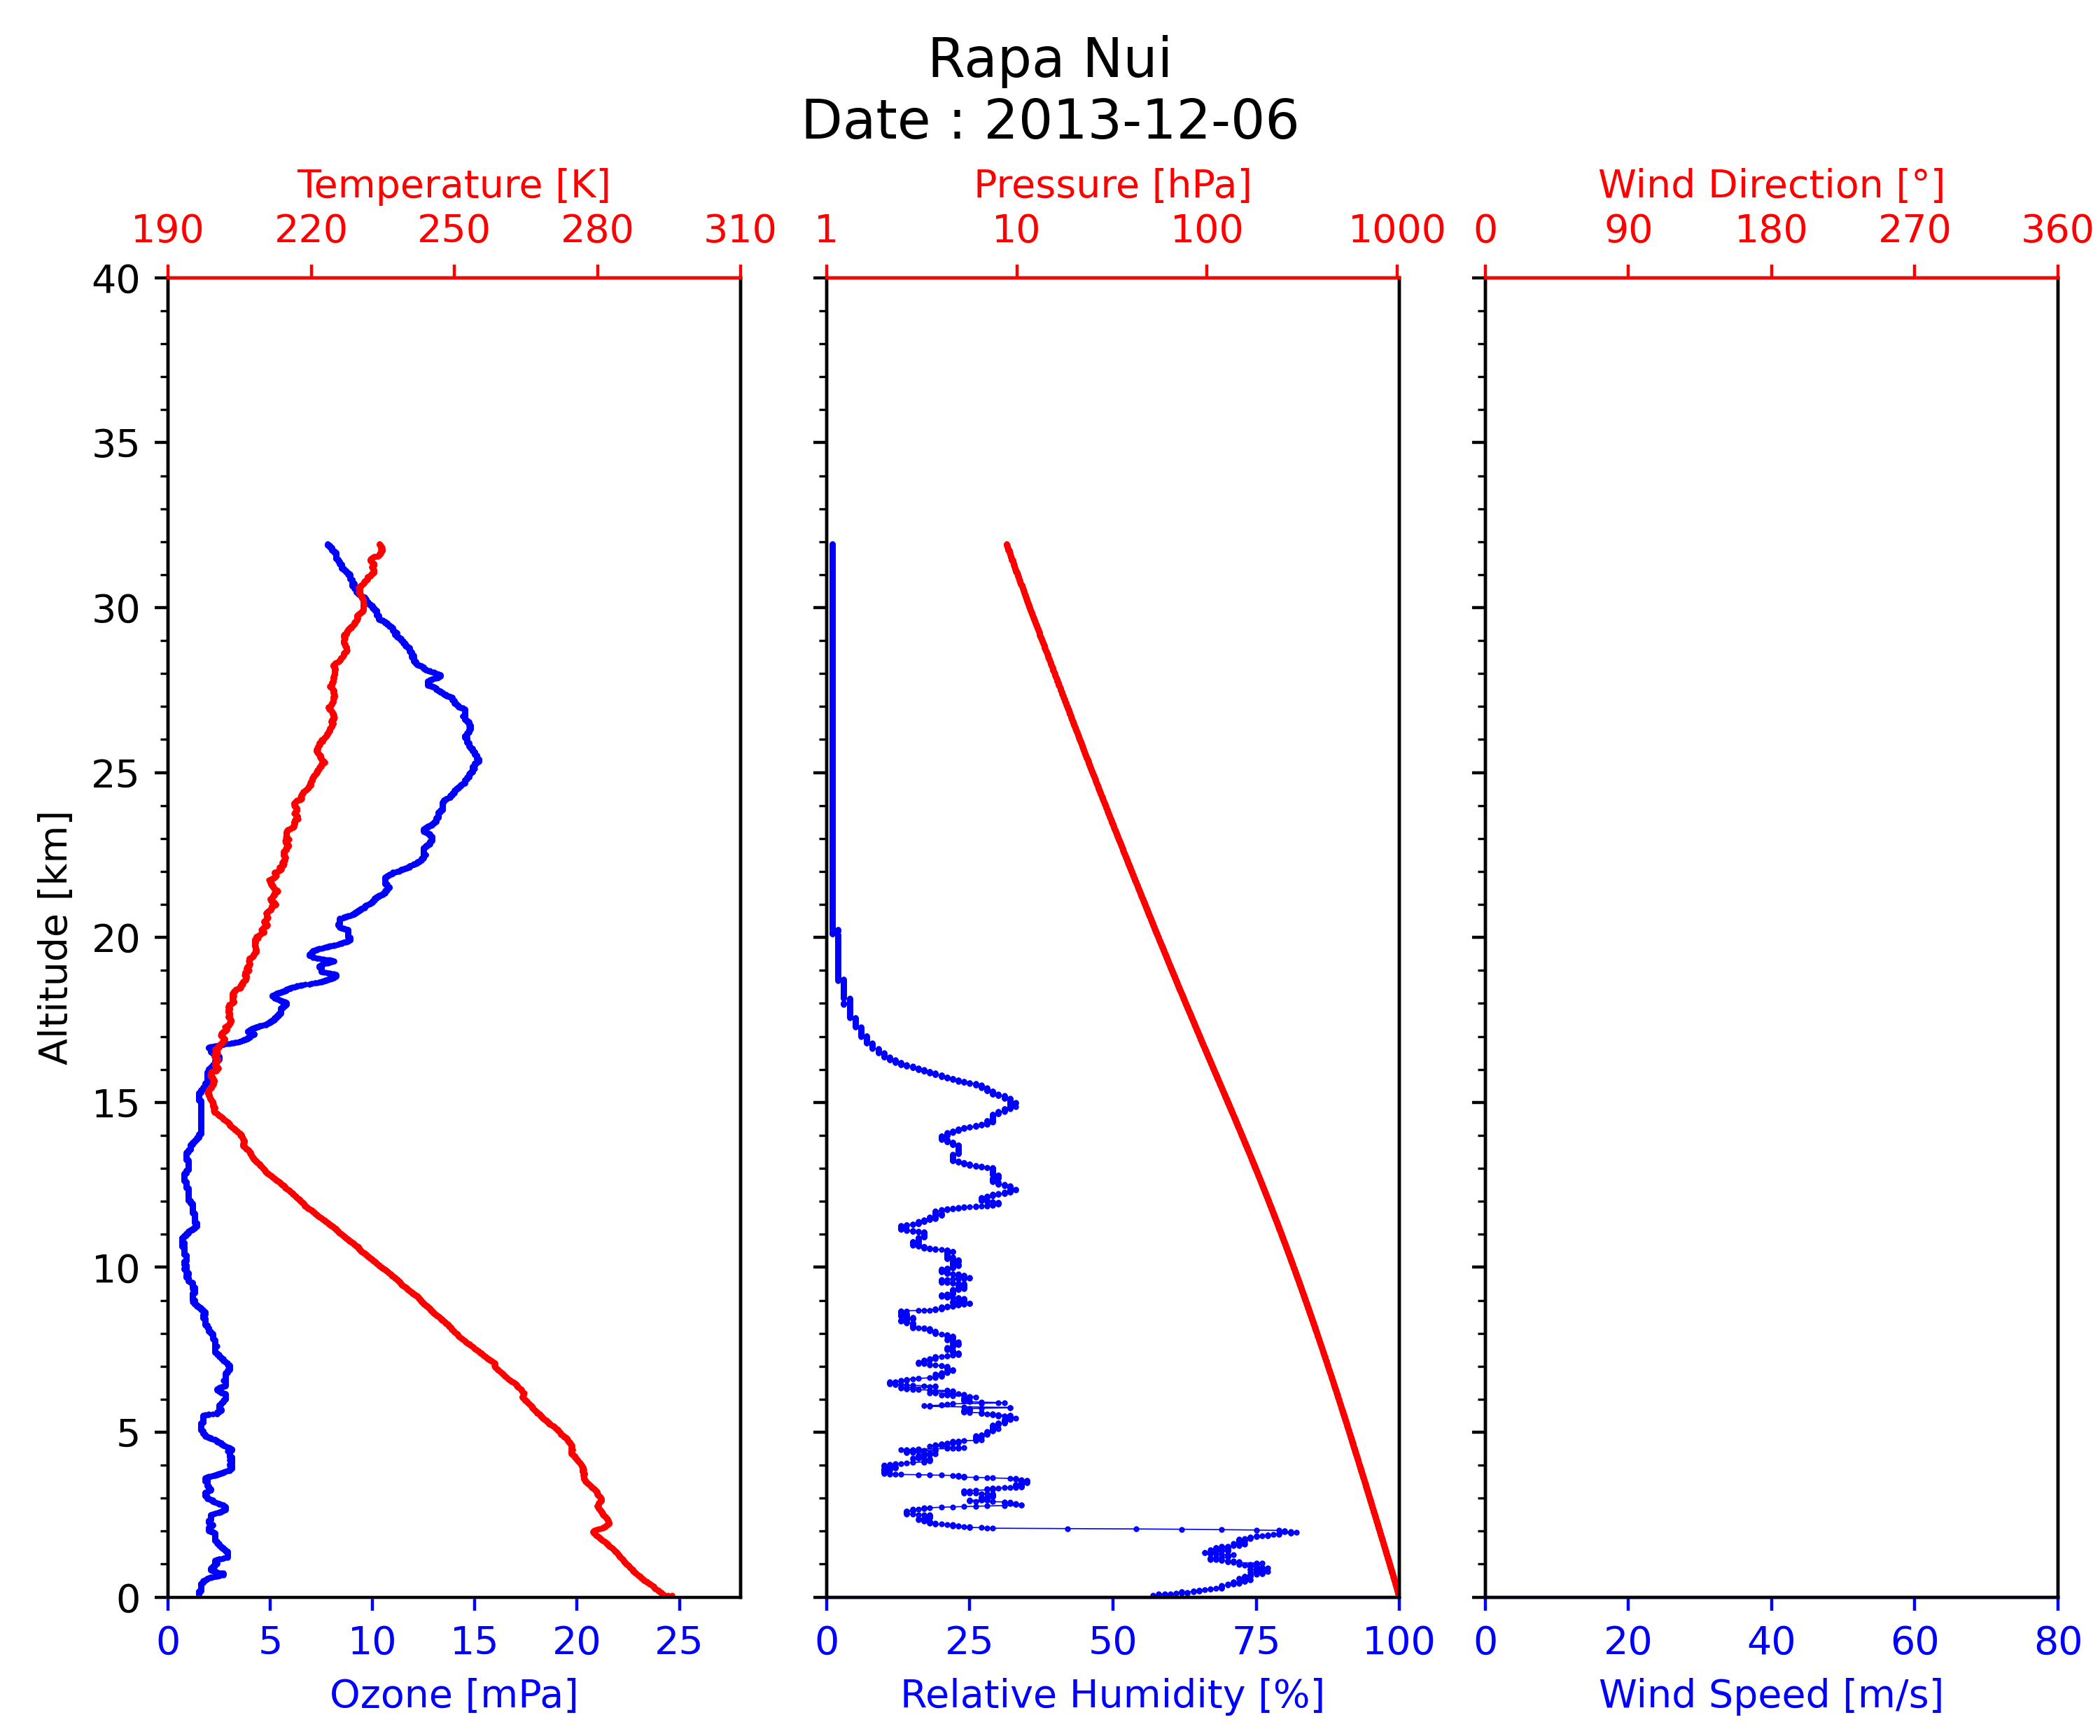 Rapa Nui
Date : 2013-12-06
Temperature [K]
Pressure [hPa]
Wind Direction [°]
190 220 250 280 310
1 10 100 1000
0 90 180 270 360
40
35
30
25
20
15
10
5
0
Altitude [km]
0 5 10 15 20 25
0 25 50 75 100
0 20 40 60 80
Ozone [mPa]
Relative Humidity [%]
Wind Speed [m/s]